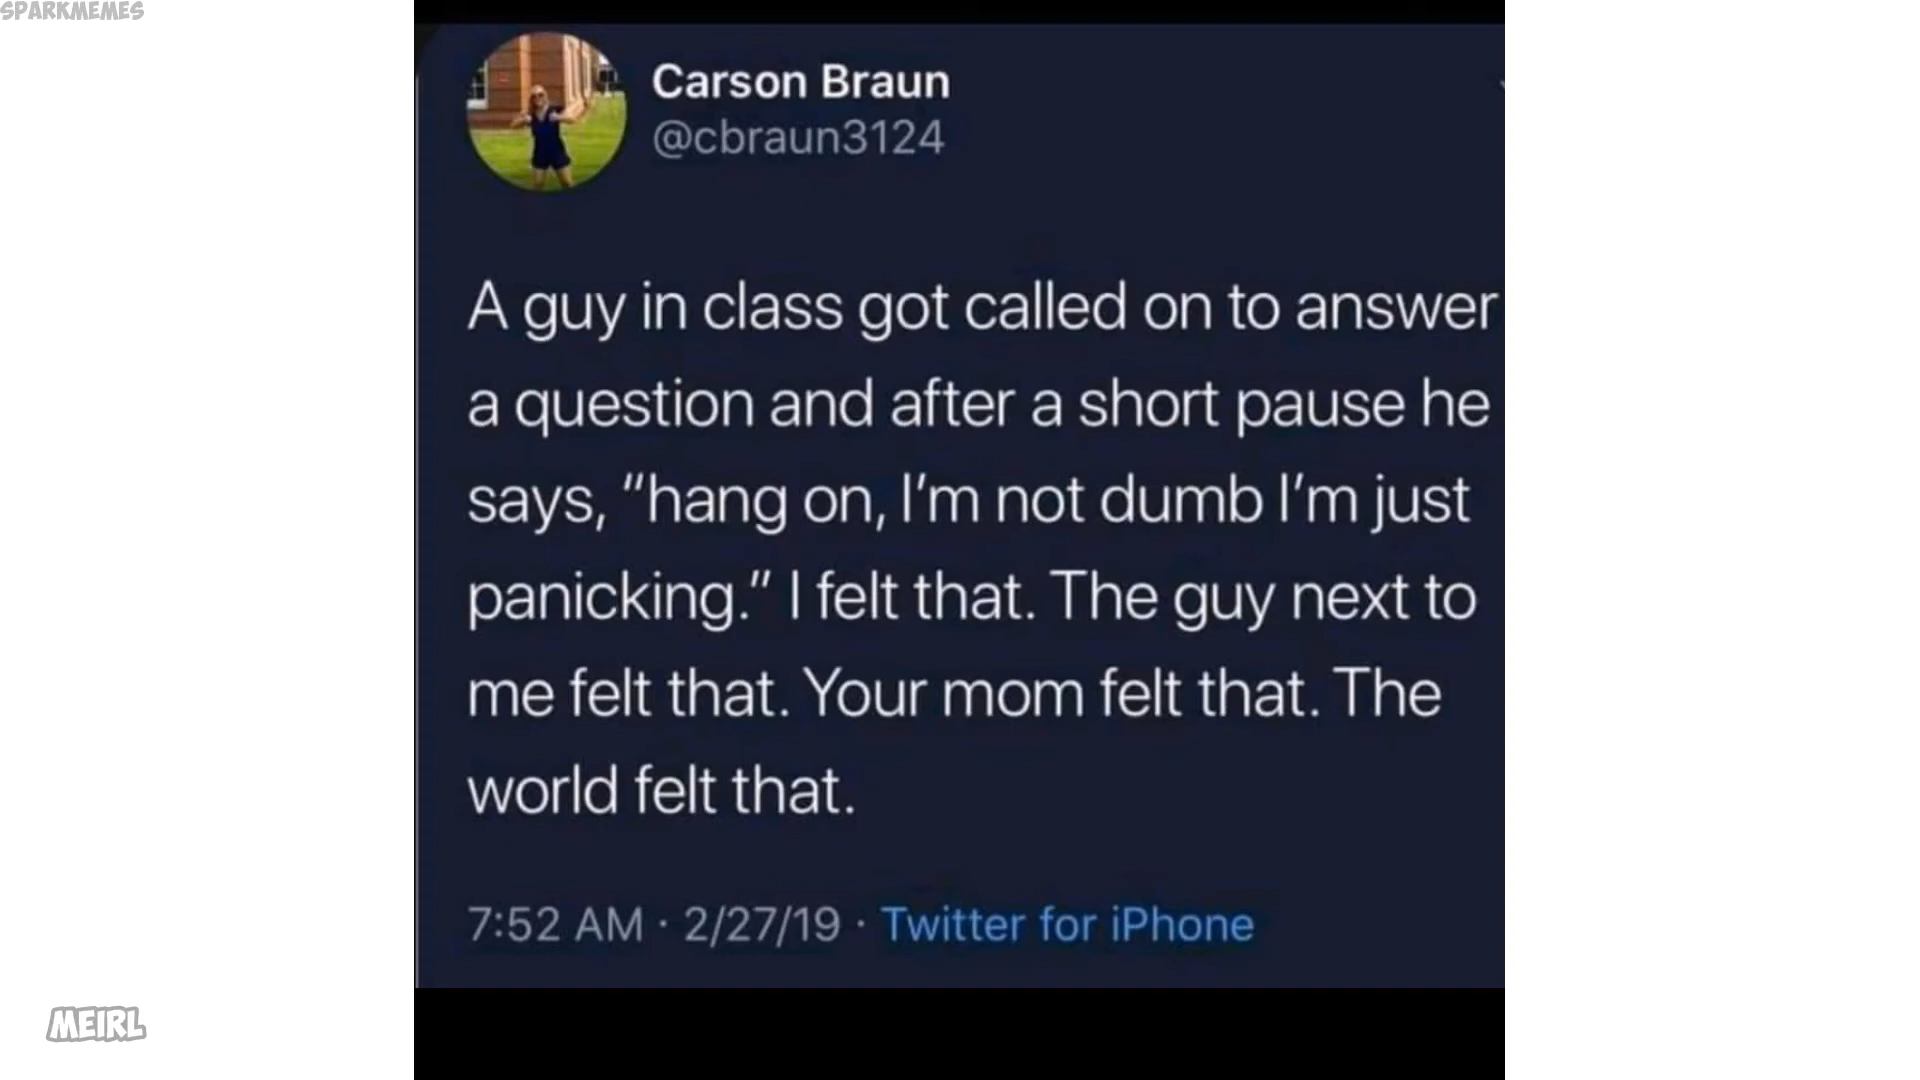 SPARKMEMES
Carson Braun
@cbraun3124
A guy in class got called on to answer
a question and after a short pause he
says, “hang on, I’m not dumb I’m just
panicking.” I felt that. The guy next to
me felt that. Your mom felt that. The
world felt that.
7:52 AM · 2/27/19 · Twitter for iPhone
MEIRL